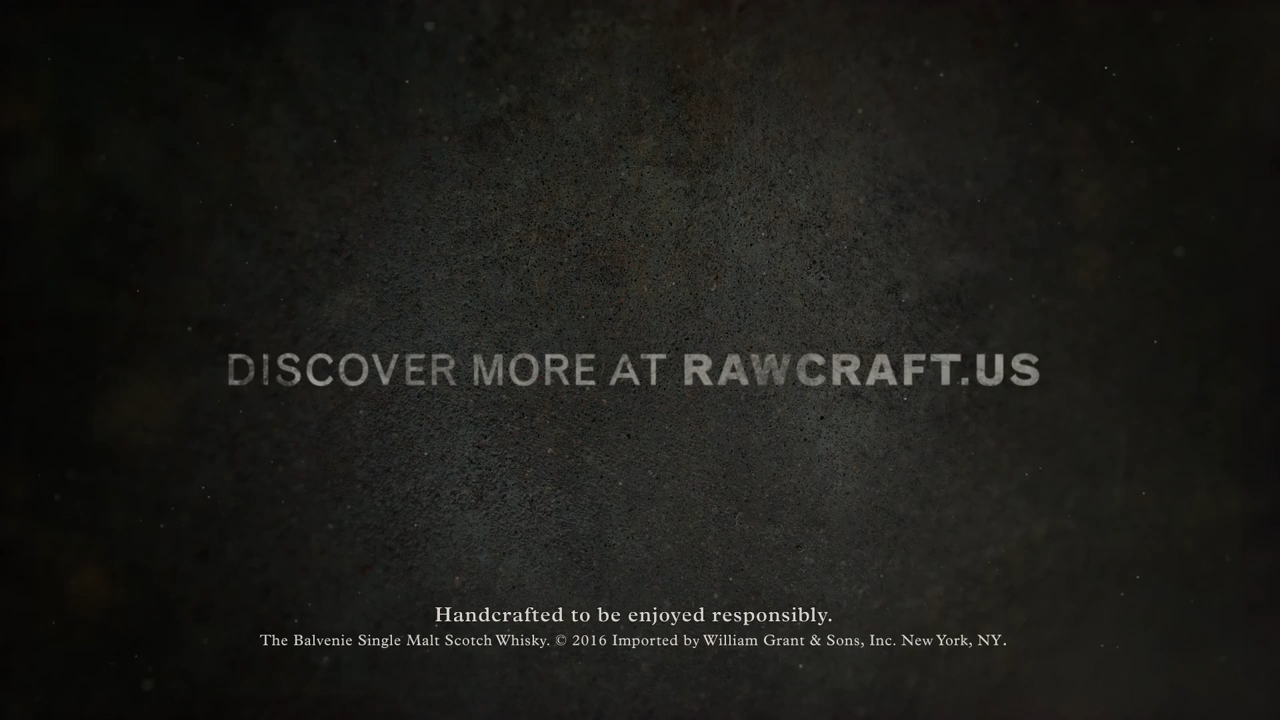 DISCOVER MORE AT RAWCRAFT.US
Handcrafted to be enjoyed responsibly.
The Balvenie Single Malt Scotch Whisky. © 2016 Imported by William Grant & Sons, Inc. New York, NY.